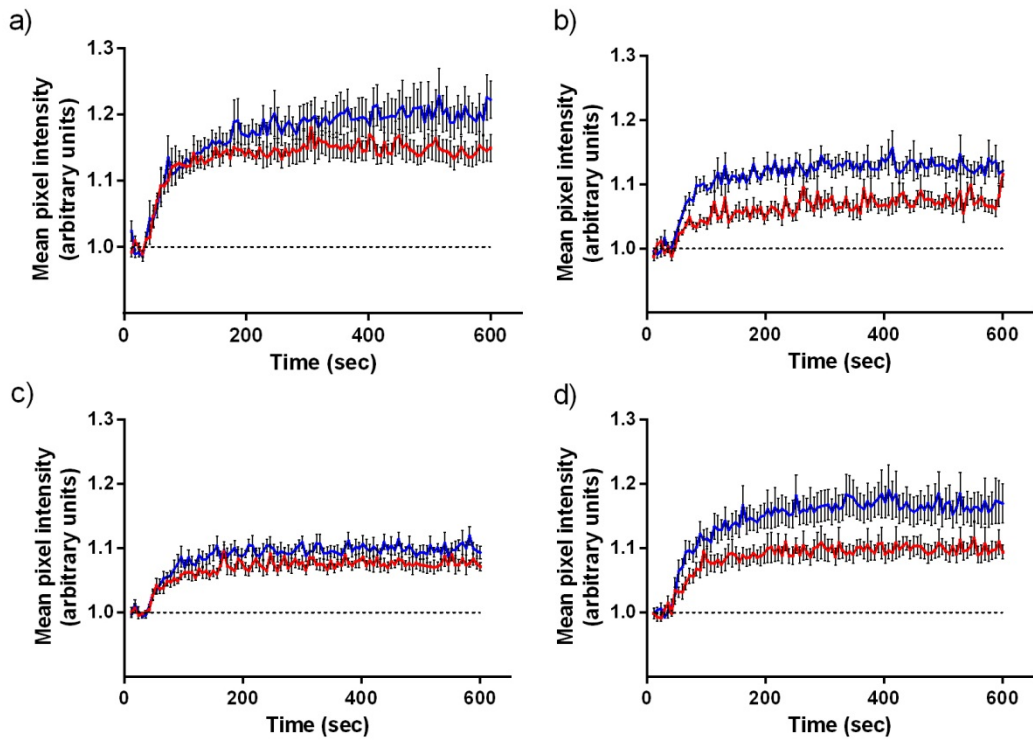 a)
Mean pixel intensity
(arbitrary units)
1.3
1.2
1.1
1.0
0
200
400
600
Time (sec)
b)
Mean pixel intensity
(arbitrary units)
1.3
1.2
1.1
1.0
0
200
400
600
Time (sec)
c)
Mean pixel intensity
(arbitrary units)
1.3
1.2
1.1
1.0
0
200
400
600
Time (sec)
d)
Mean pixel intensity
(arbitrary units)
1.3
1.2
1.1
1.0
0
200
400
600
Time (sec)